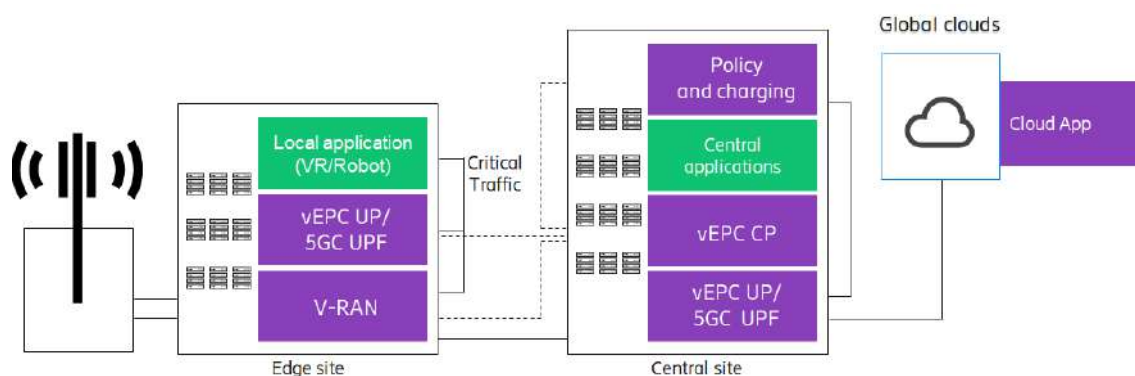 Global clouds
Policy
and charging
Cloud App
Local application
(VR/Robot)
Critical
Traffic
Central
applications
vEPC UP/
5GC UPF
vEPC CP
V-RAN
vEPC UP/
5GC UPF
Edge site
Central site